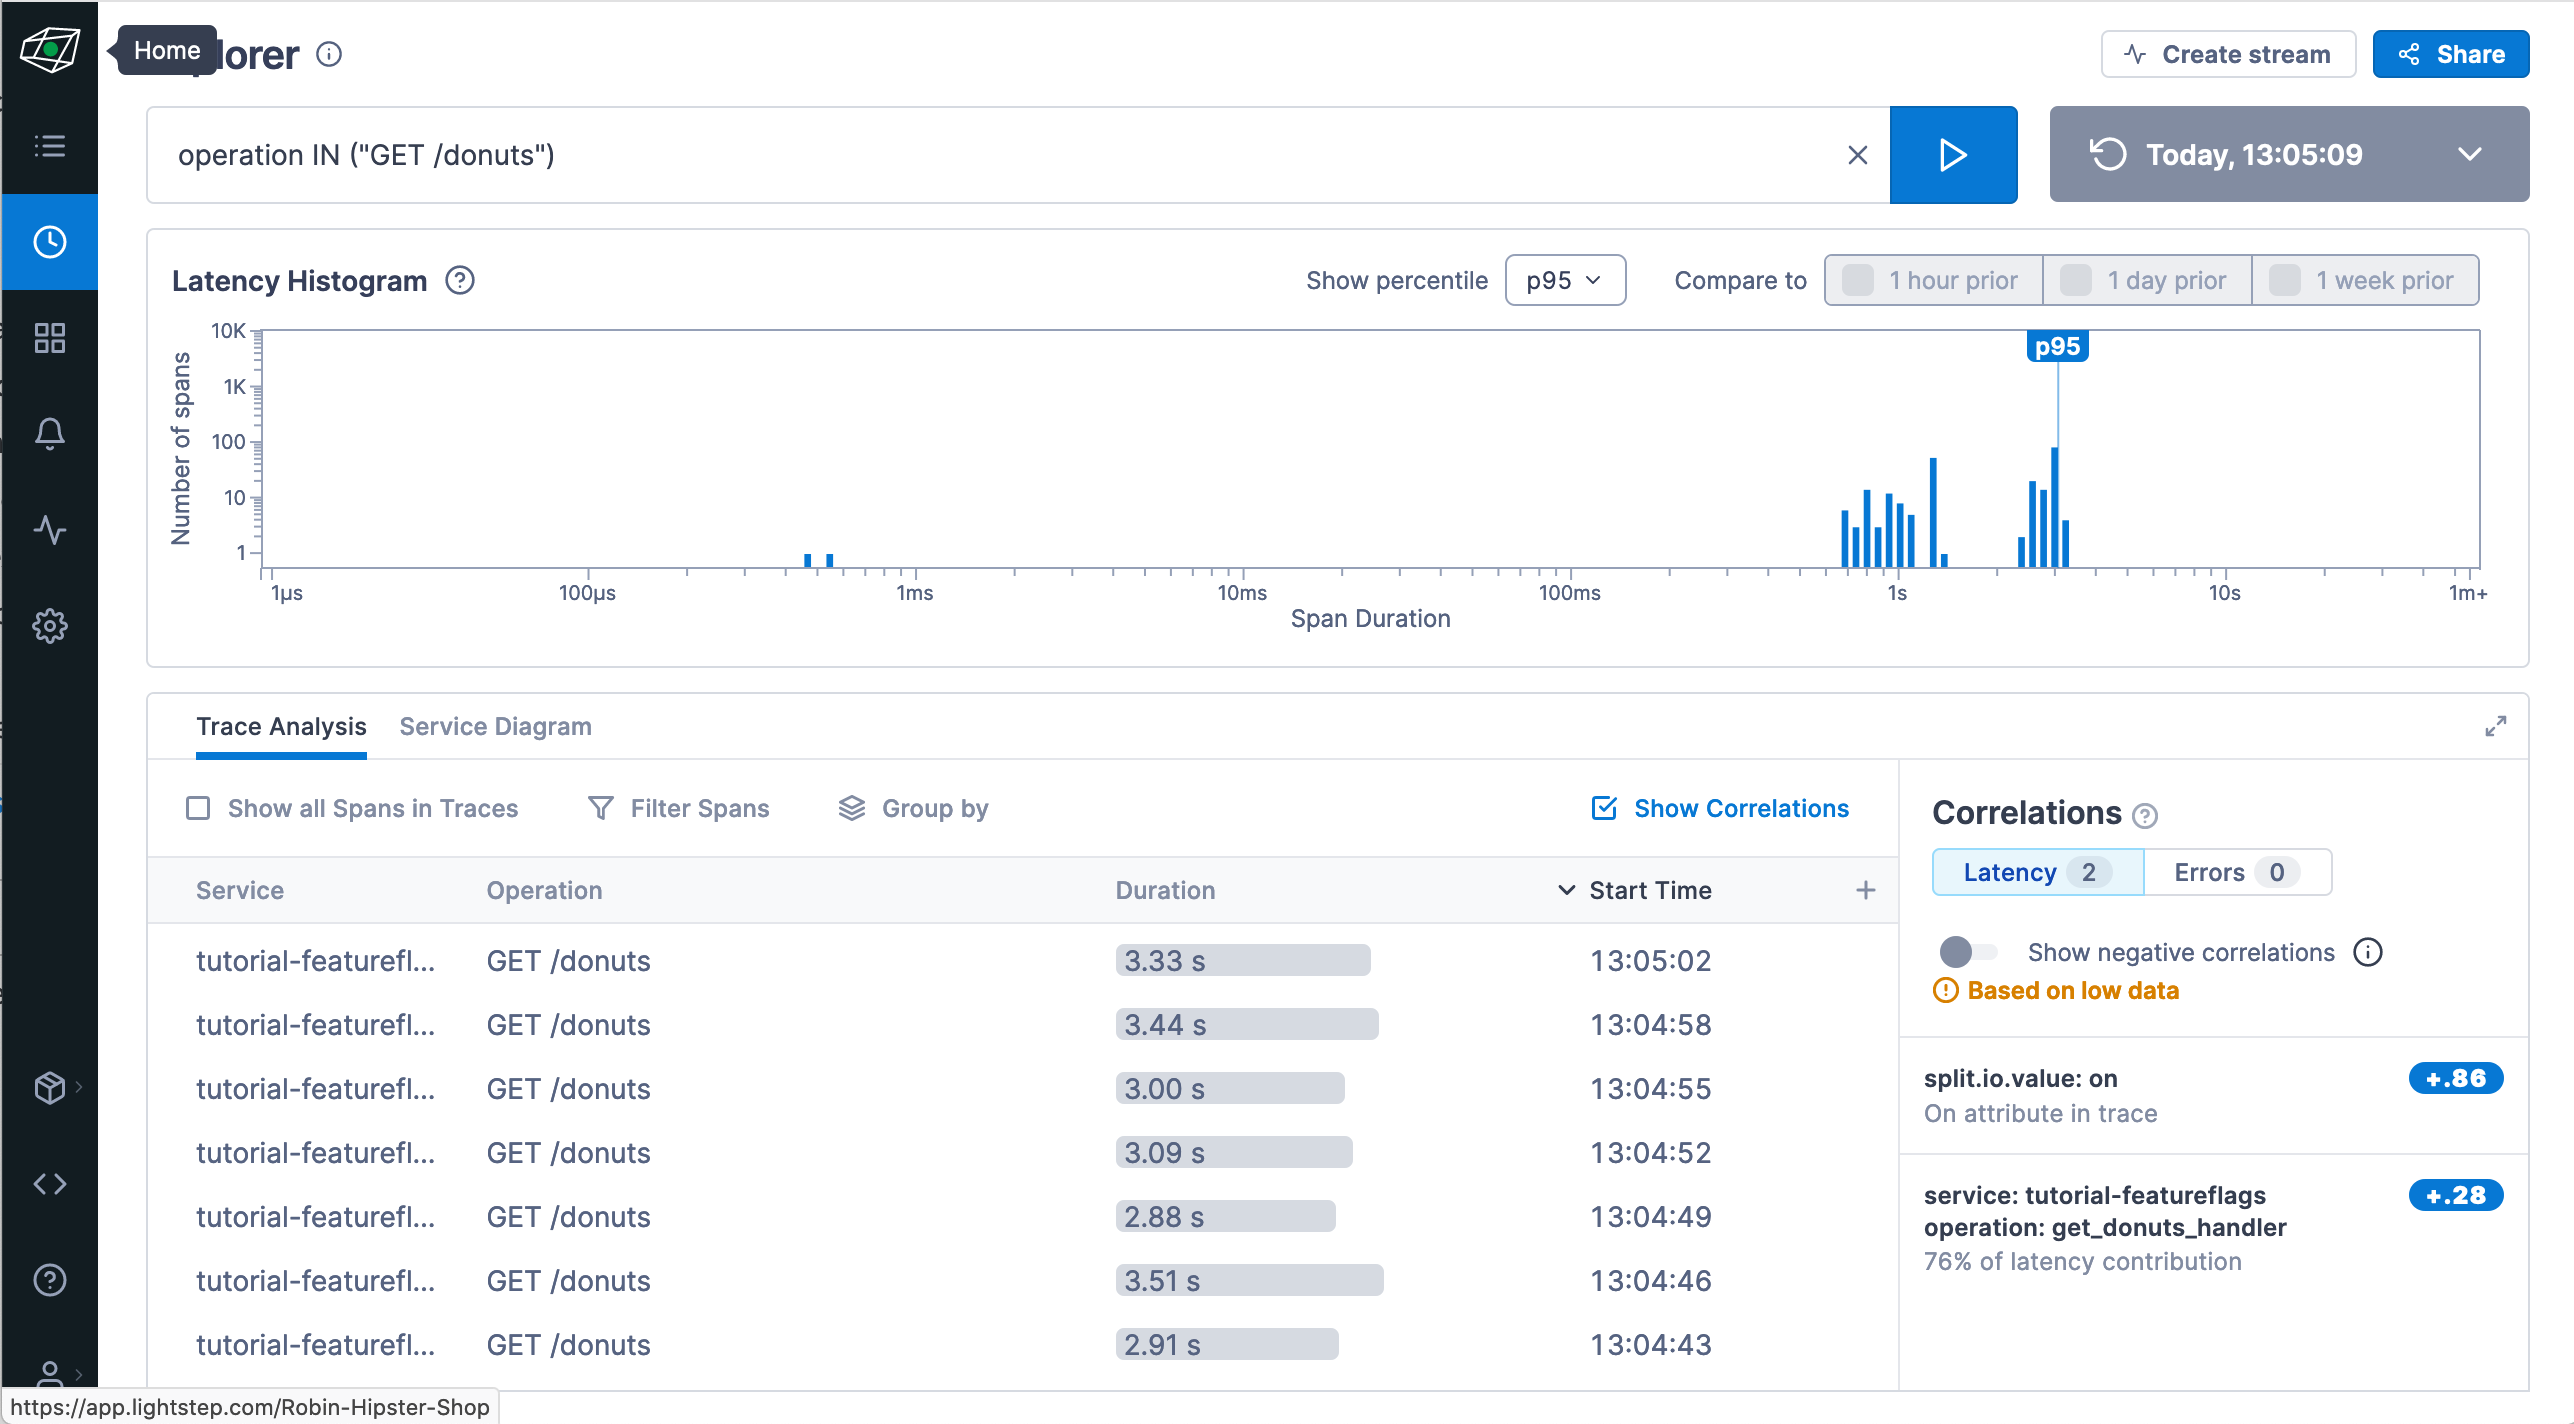 Home
plorer
Create stream
Share
operation IN ("GET /donuts")
Today, 13:05:09
Latency Histogram
Show percentile
p95
Compare to
1 hour prior
1 day prior
1 week prior
Number of spans
10K
1K
100
10
1
p95
1µs
100µs
1ms
10ms
100ms
1s
10s
1m+
Span Duration
Trace Analysis
Service Diagram
Show all Spans in Traces
Filter Spans
Group by
Show Correlations
Service Operation Duration Start Time
tutorial-featurefl... GET /donuts 3.33 s 13:05:02
tutorial-featurefl... GET /donuts 3.44 s 13:04:58
tutorial-featurefl... GET /donuts 3.00 s 13:04:55
tutorial-featurefl... GET /donuts 3.09 s 13:04:52
tutorial-featurefl... GET /donuts 2.88 s 13:04:49
tutorial-featurefl... GET /donuts 3.51 s 13:04:46
tutorial-featurefl... GET /donuts 2.91 s 13:04:43
Correlations
Latency 2
Errors 0
Show negative correlations
Based on low data
split.io.value: on
+.86
On attribute in trace
service: tutorial-featureflags
+.28
operation: get_donuts_handler
76% of latency contribution
https://app.lightstep.com/Robin-Hipster-Shop